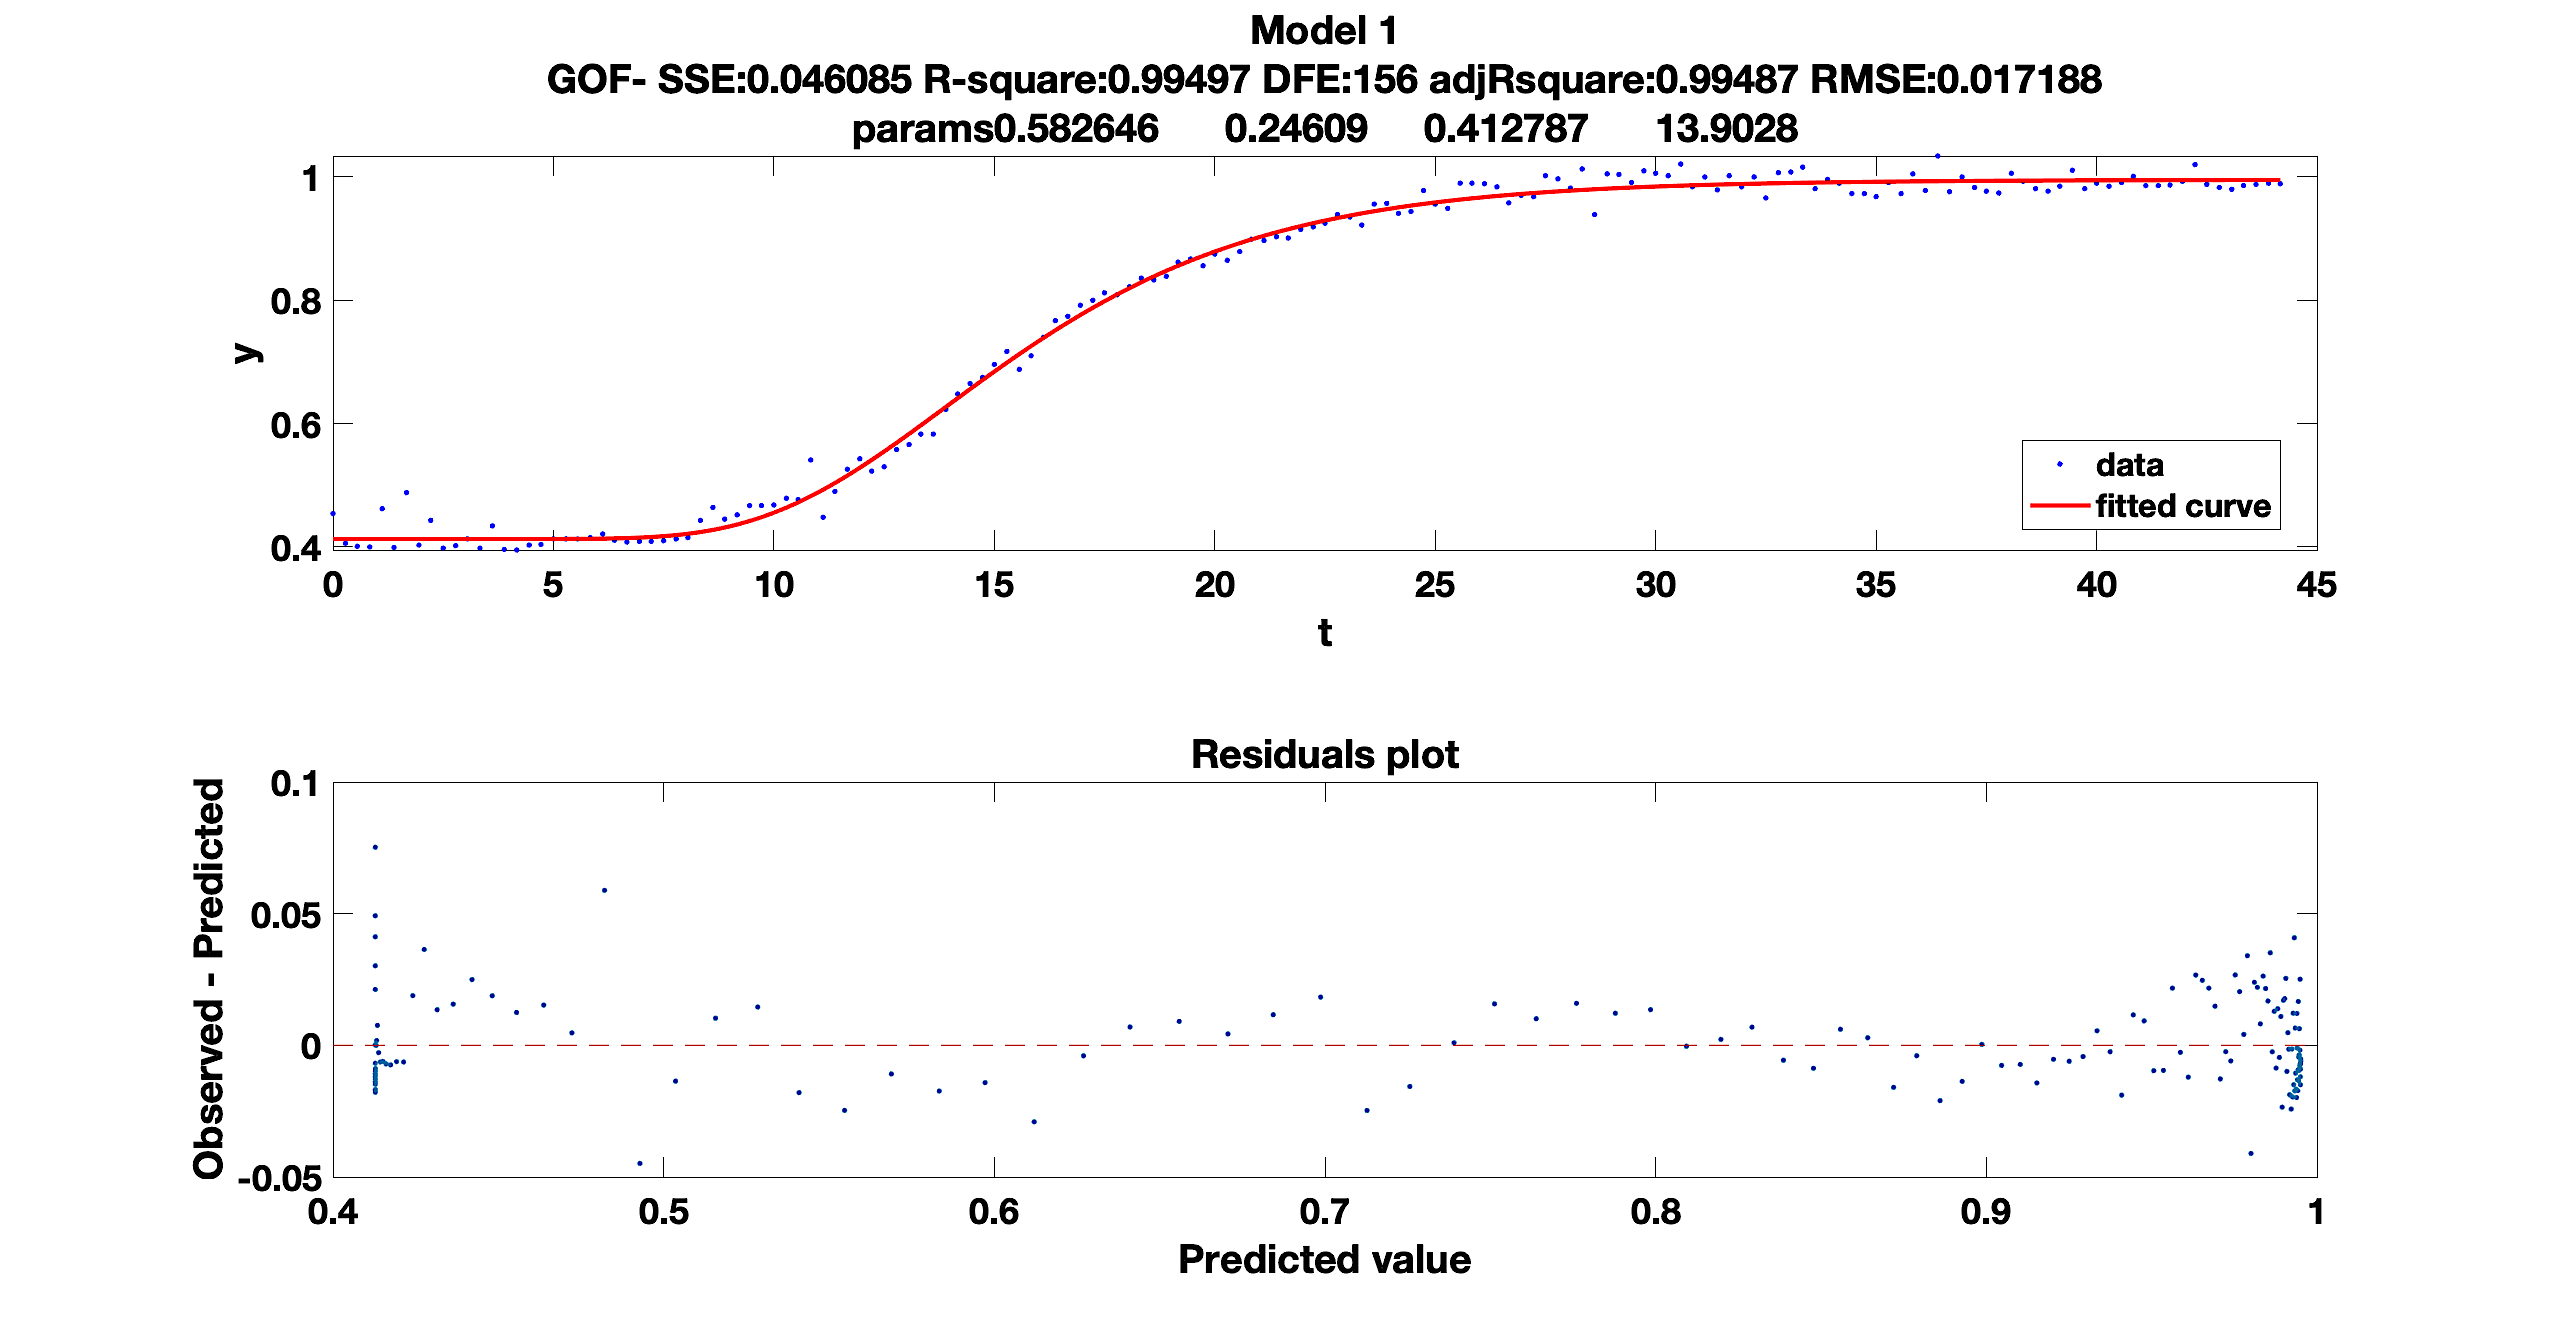 Model 1
GOF- SSE:0.046085 R-square:0.99497 DFE:156 adjRsquare:0.99487 RMSE:0.017188
params0.582646 0.24609 0.412787 13.9028
1
0.8
0.6
0.4
y
0 5 10 15 20 25 30 35 40 45
t
data
fitted curve
Residuals plot
0.1
0.05
0
-0.05
Observed - Predicted
0.4 0.5 0.6 0.7 0.8 0.9 1
Predicted value